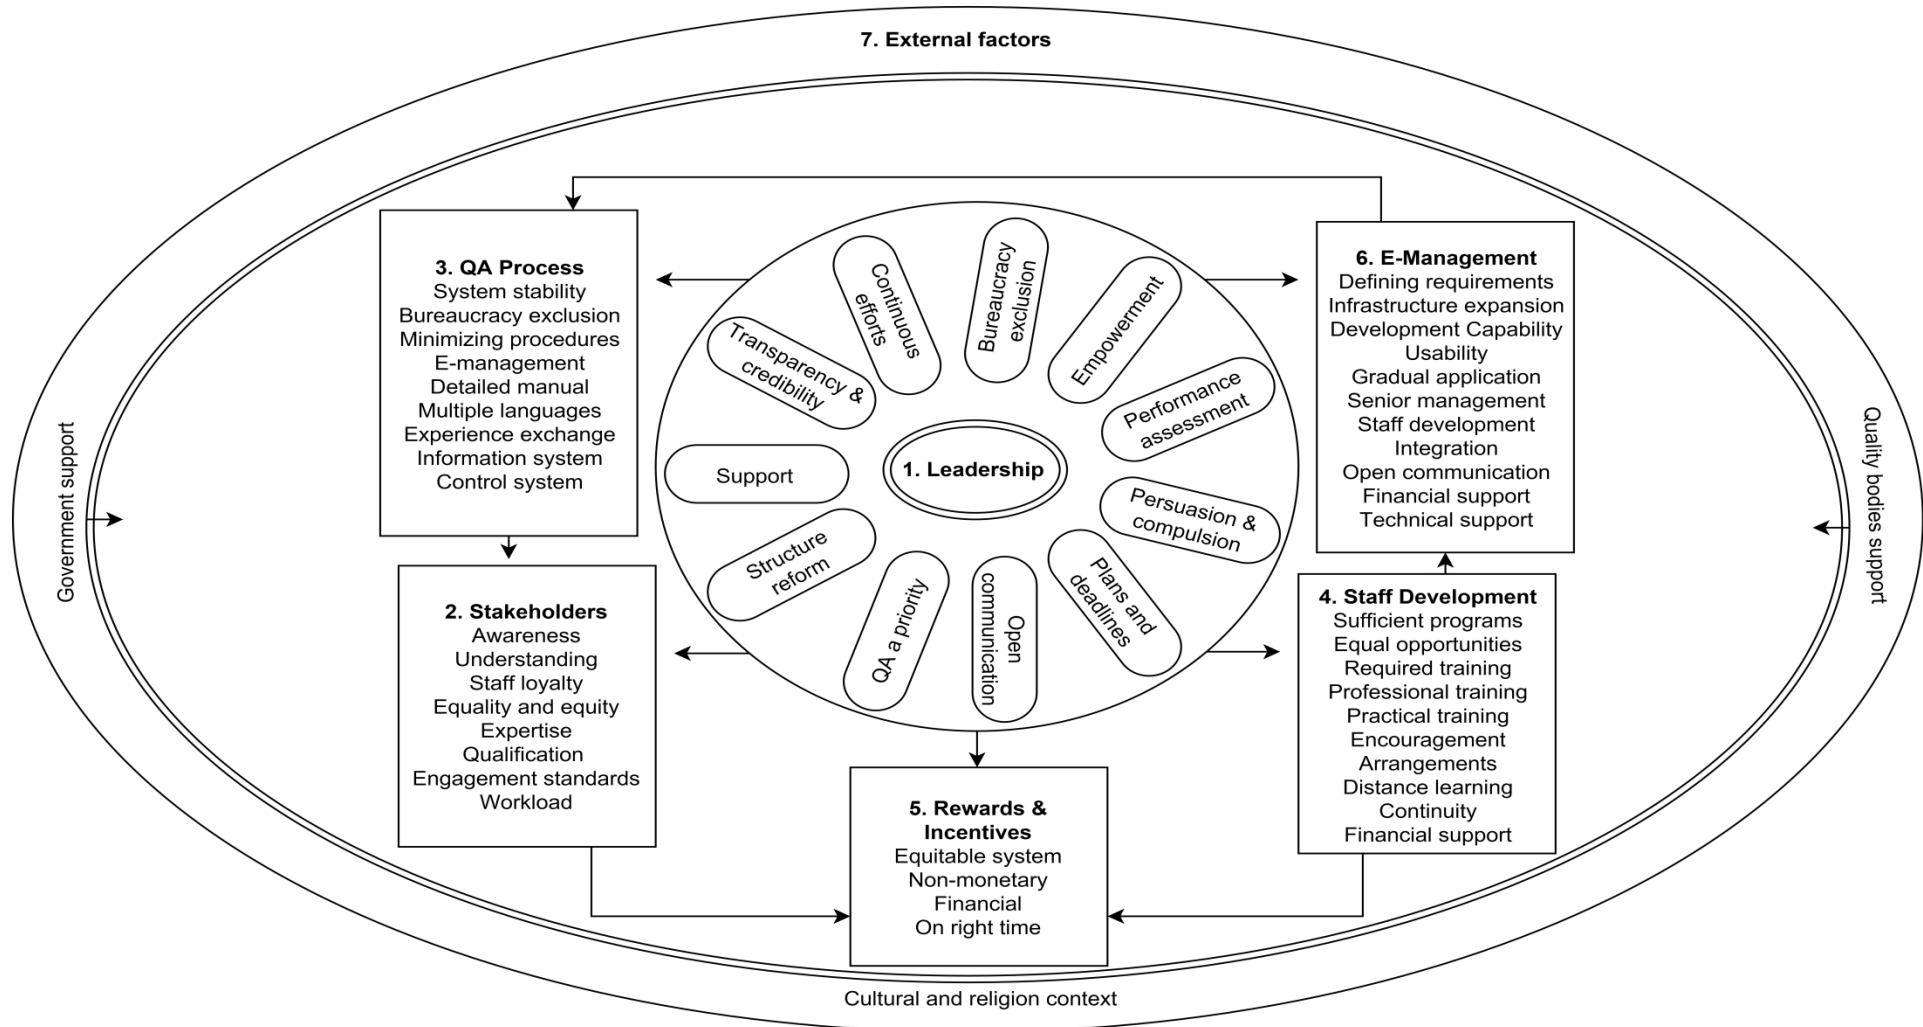 7. External factors
3. QA Process
System stability
Bureaucracy exclusion
Minimizing procedures
E-management
Detailed manual
Multiple languages
Experience exchange
Information system
Control system
2. Stakeholders
Awareness
Understanding
Staff loyalty
Equality and equity
Expertise
Qualification
Engagement standards
Workload
1. Leadership
Bureaucracy
exclusion
Empowerment
Performance
assessment
Persuasion &
compulsion
Plans and
deadlines
Open
communication
QA a priority
Structure
reform
Support
Transparency &
credibility
Continuous
efforts
6. E-Management
Defining requirements
Infrastructure expansion
Development Capability
Usability
Gradual application
Senior management
Staff development
Integration
Open communication
Financial support
Technical support
4. Staff Development
Sufficient programs
Equal opportunities
Required training
Professional training
Practical training
Encouragement
Arrangements
Distance learning
Continuity
Financial support
5. Rewards &
Incentives
Equitable system
Non-monetary
Financial
On right time
Government support
Quality bodies support
Cultural and religion context